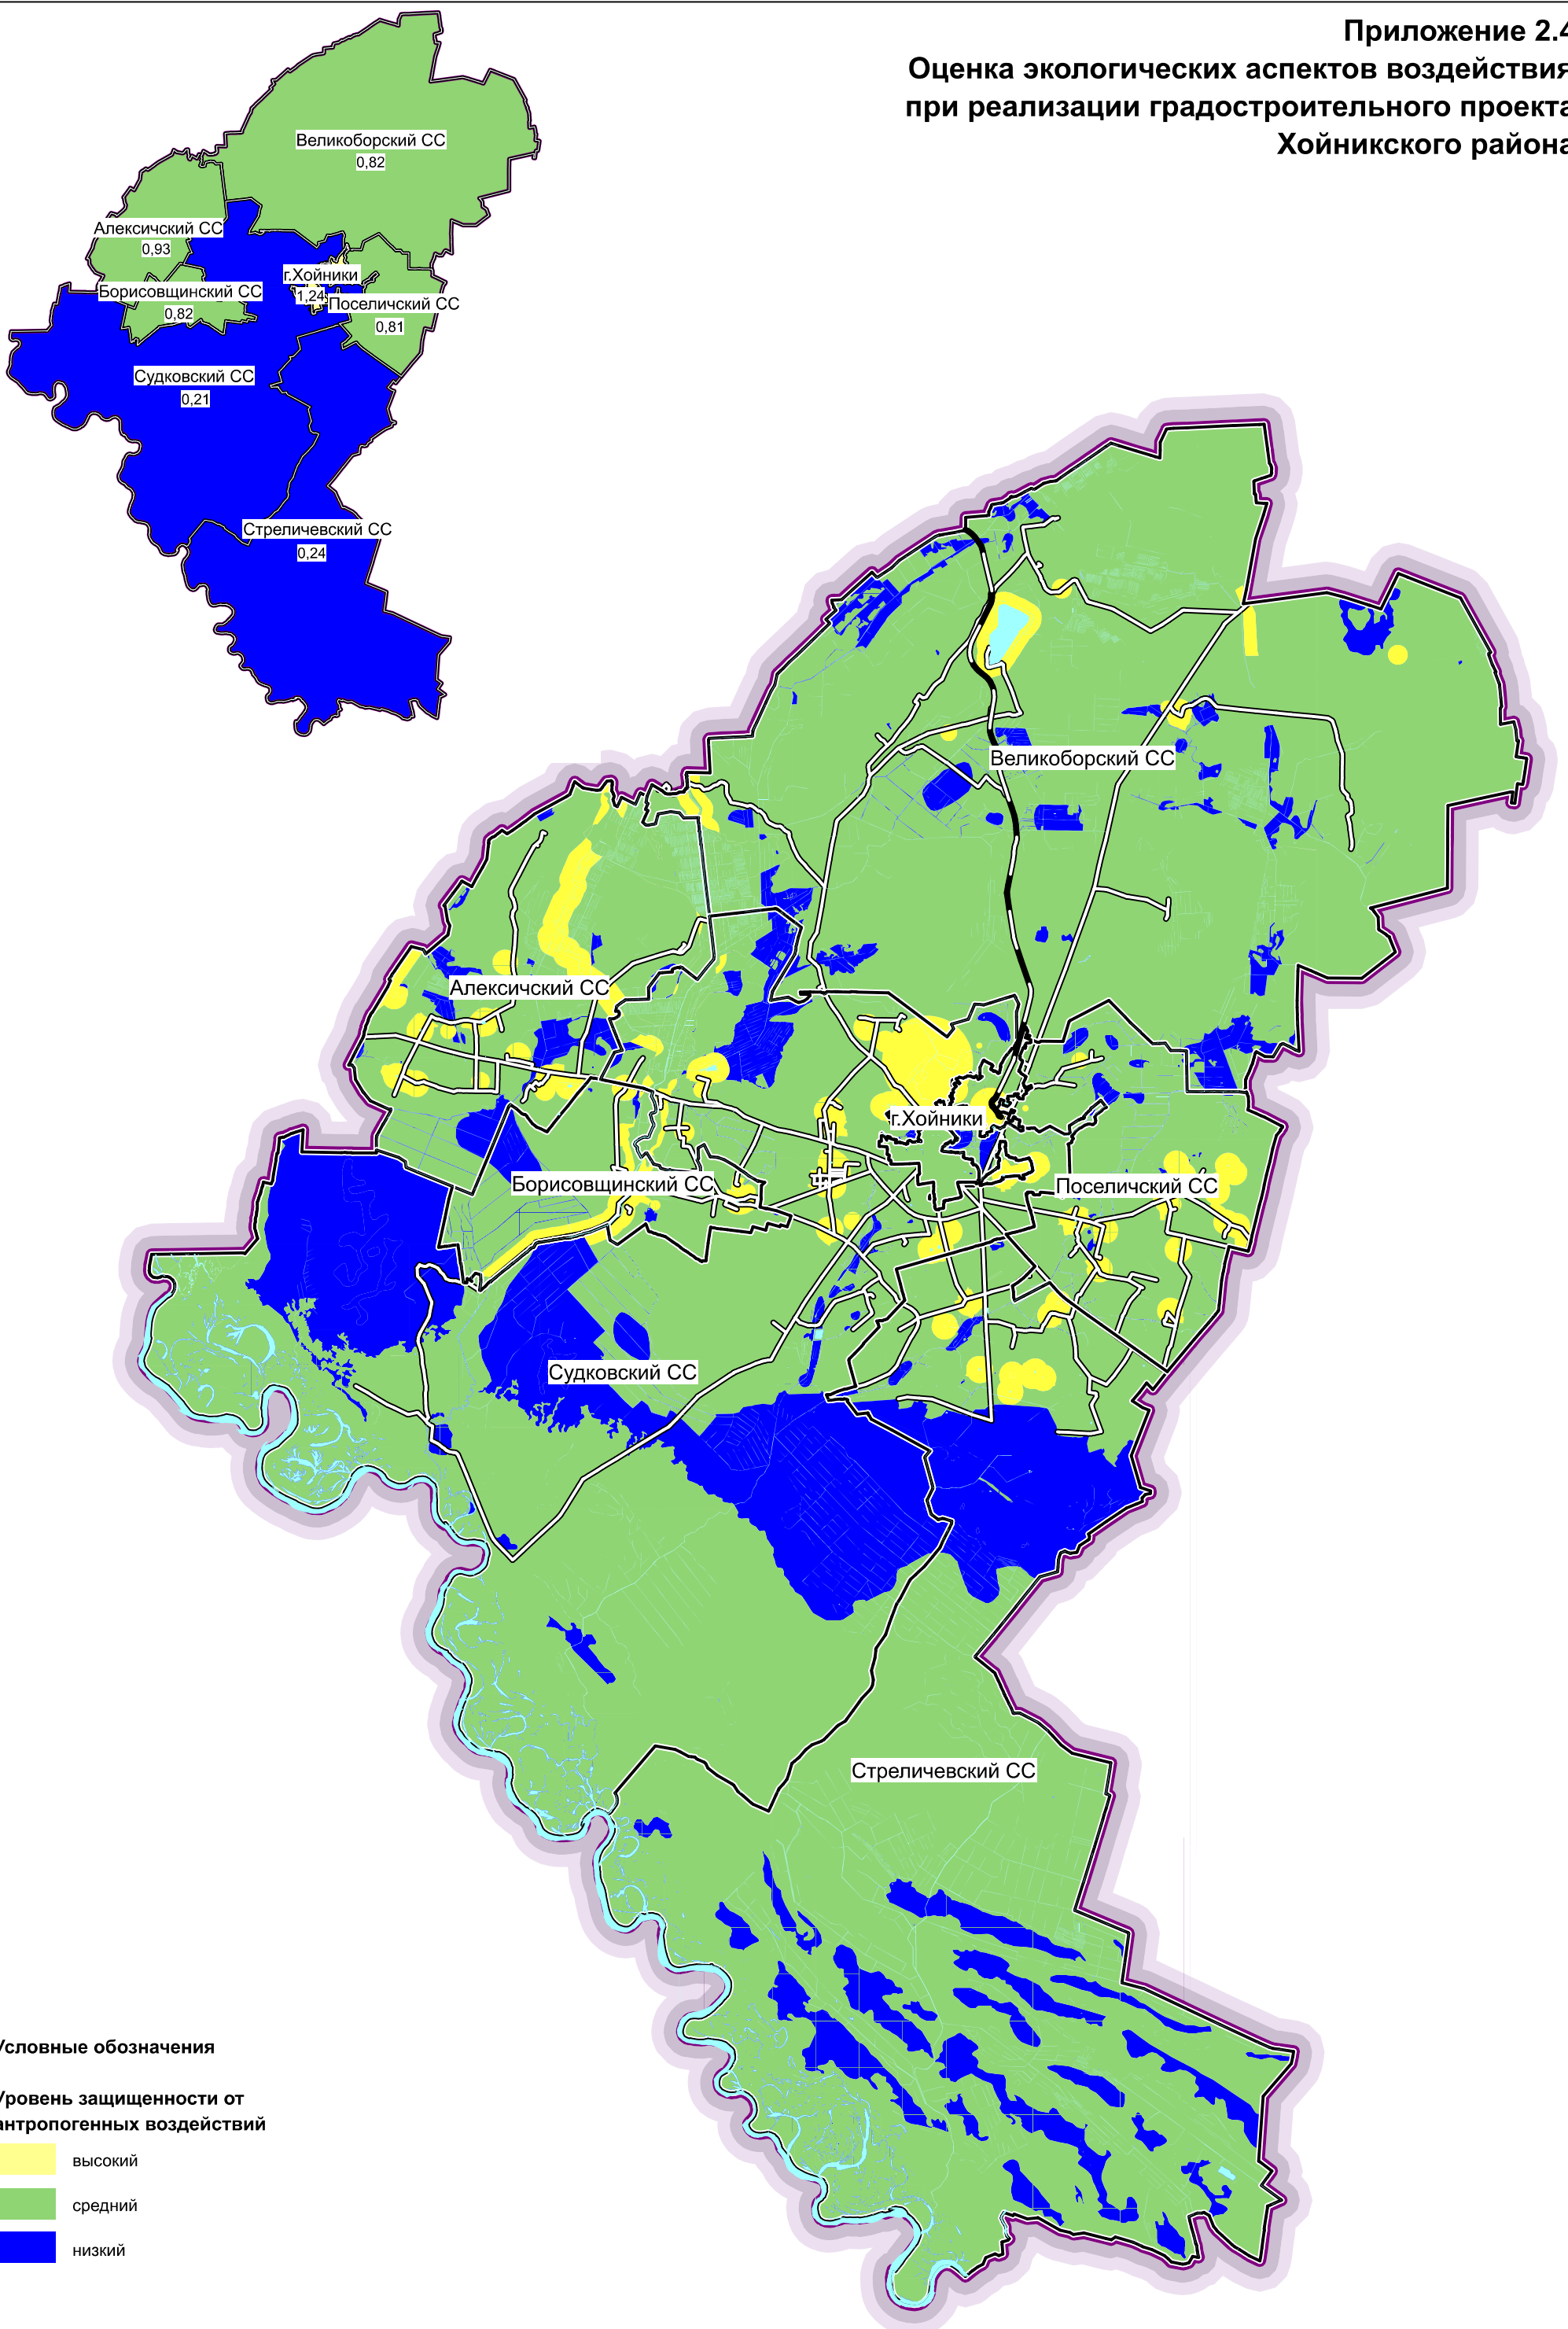 Приложение 2.4
Оценка экологических аспектов воздействия
при реализации градостроительного проекта
Хойникского района
Великоборский СС
0,82
Алексичский СС
0,93
г.Хойники
1,24
Борисовщинский СС
0,82
Поселичский СС
0,81
Судковский СС
0,21
Стреличевский СС
0,24
Великоборский СС
Алексичский СС
г.Хойники
Борисовщинский СС
Поселичский СС
Судковский СС
Стреличевский СС
Условные обозначения
Уровень защищенности от
антропогенных воздействий
высокий
средний
низкий